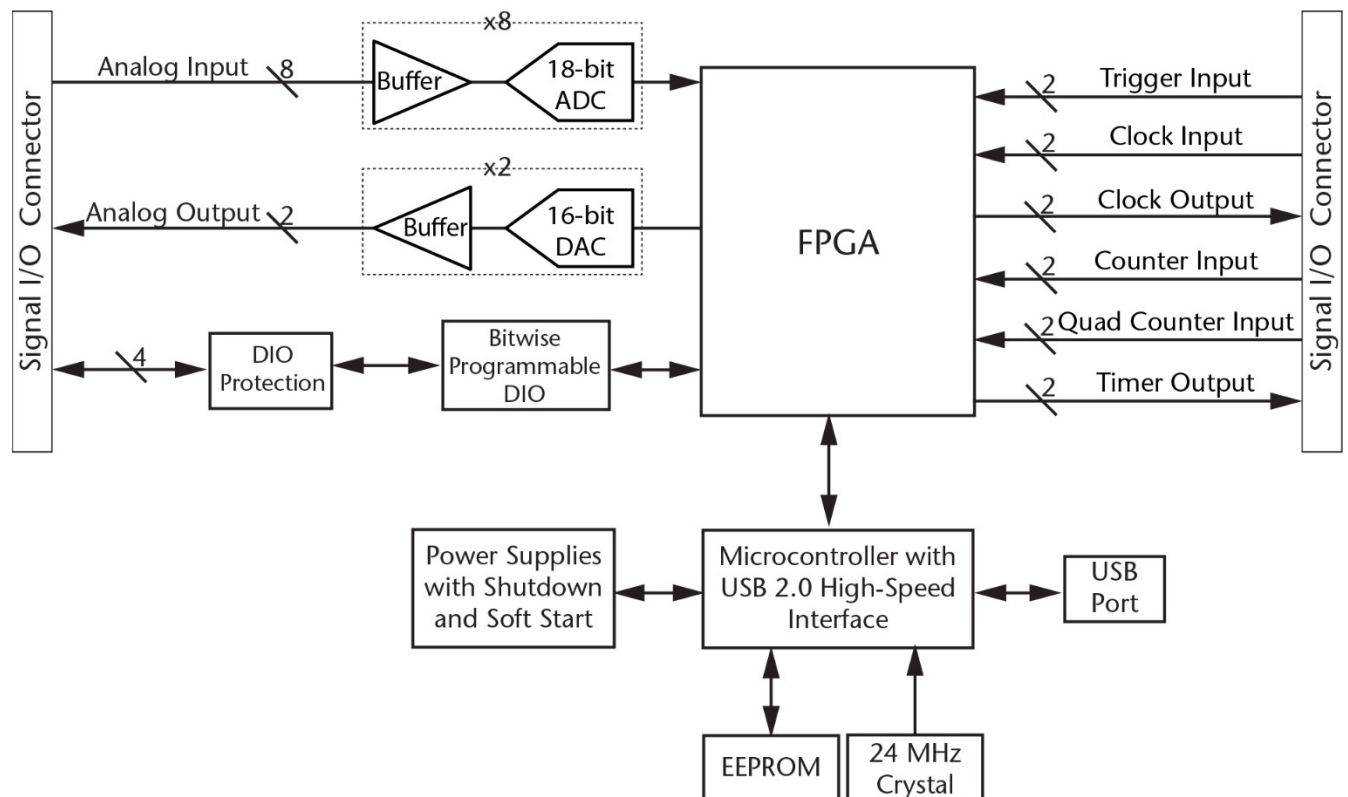 Signal I/O Connector
Analog Input
8
x8
Buffer
18-bit
ADC
Analog Output
2
x2
Buffer
16-bit
DAC
4
DIO
Protection
Bitwise
Programmable
DIO
FPGA
2
Trigger Input
2
Clock Input
2
Clock Output
2
Counter Input
2
Quad Counter Input
2
Timer Output
Signal I/O Connector
Power Supplies
with Shutdown
and Soft Start
Microcontroller with
USB 2.0 High-Speed
Interface
USB
Port
EEPROM
24 MHz
Crystal